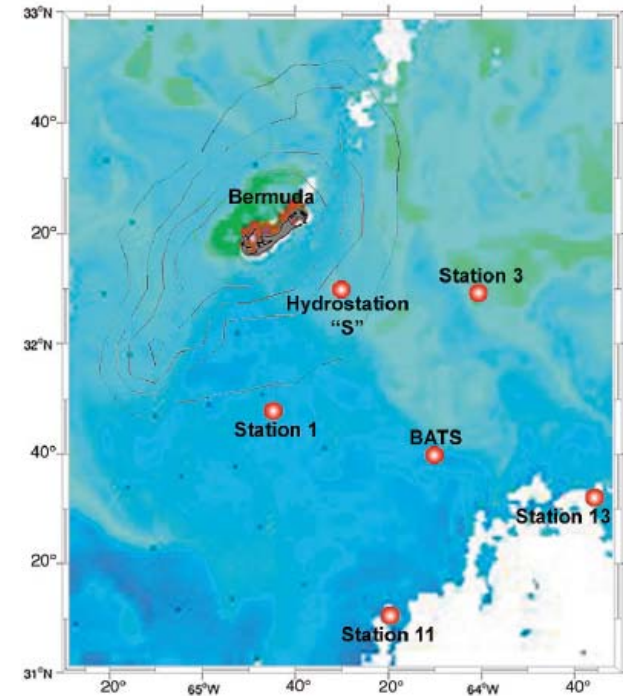 33°N
40°
Bermuda
20°
Station 3
Hydrostation
"S"
32°N
Station 1
BATS
40°
Station 13
20°
Station 11
31°N
20°
65°W
40°
20°
64°W
40°